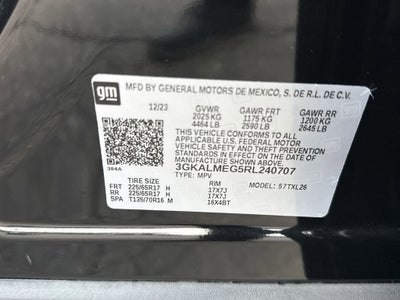 gm
MFD BY GENERAL MOTORS DE MEXICO, S. DE R.L. DE C.V.
12/23 GVWR GAWR FRT GAWR RR
2025 KG 1175 KG 1200 KG
4464 LB 2590 LB 2645 LB
THIS VEHICLE CONFORMS TO ALL APPLICABLE
U.S. FEDERAL MOTOR VEHICLE SAFETY
AND THEFT PREVENTION STANDARDS IN
EFFECT ON THE DATE OF
MANUFACTURE SHOWN ABOVE.
384A
3GKALMEG5RL240707
TYPE: MPV MODEL: 57TXL26
TIRE SIZE RIM
FRT 225/65R17 H 17X7J
RR 225/65R17 H 17X7J
SPA T135/70R16 M 16X4BT